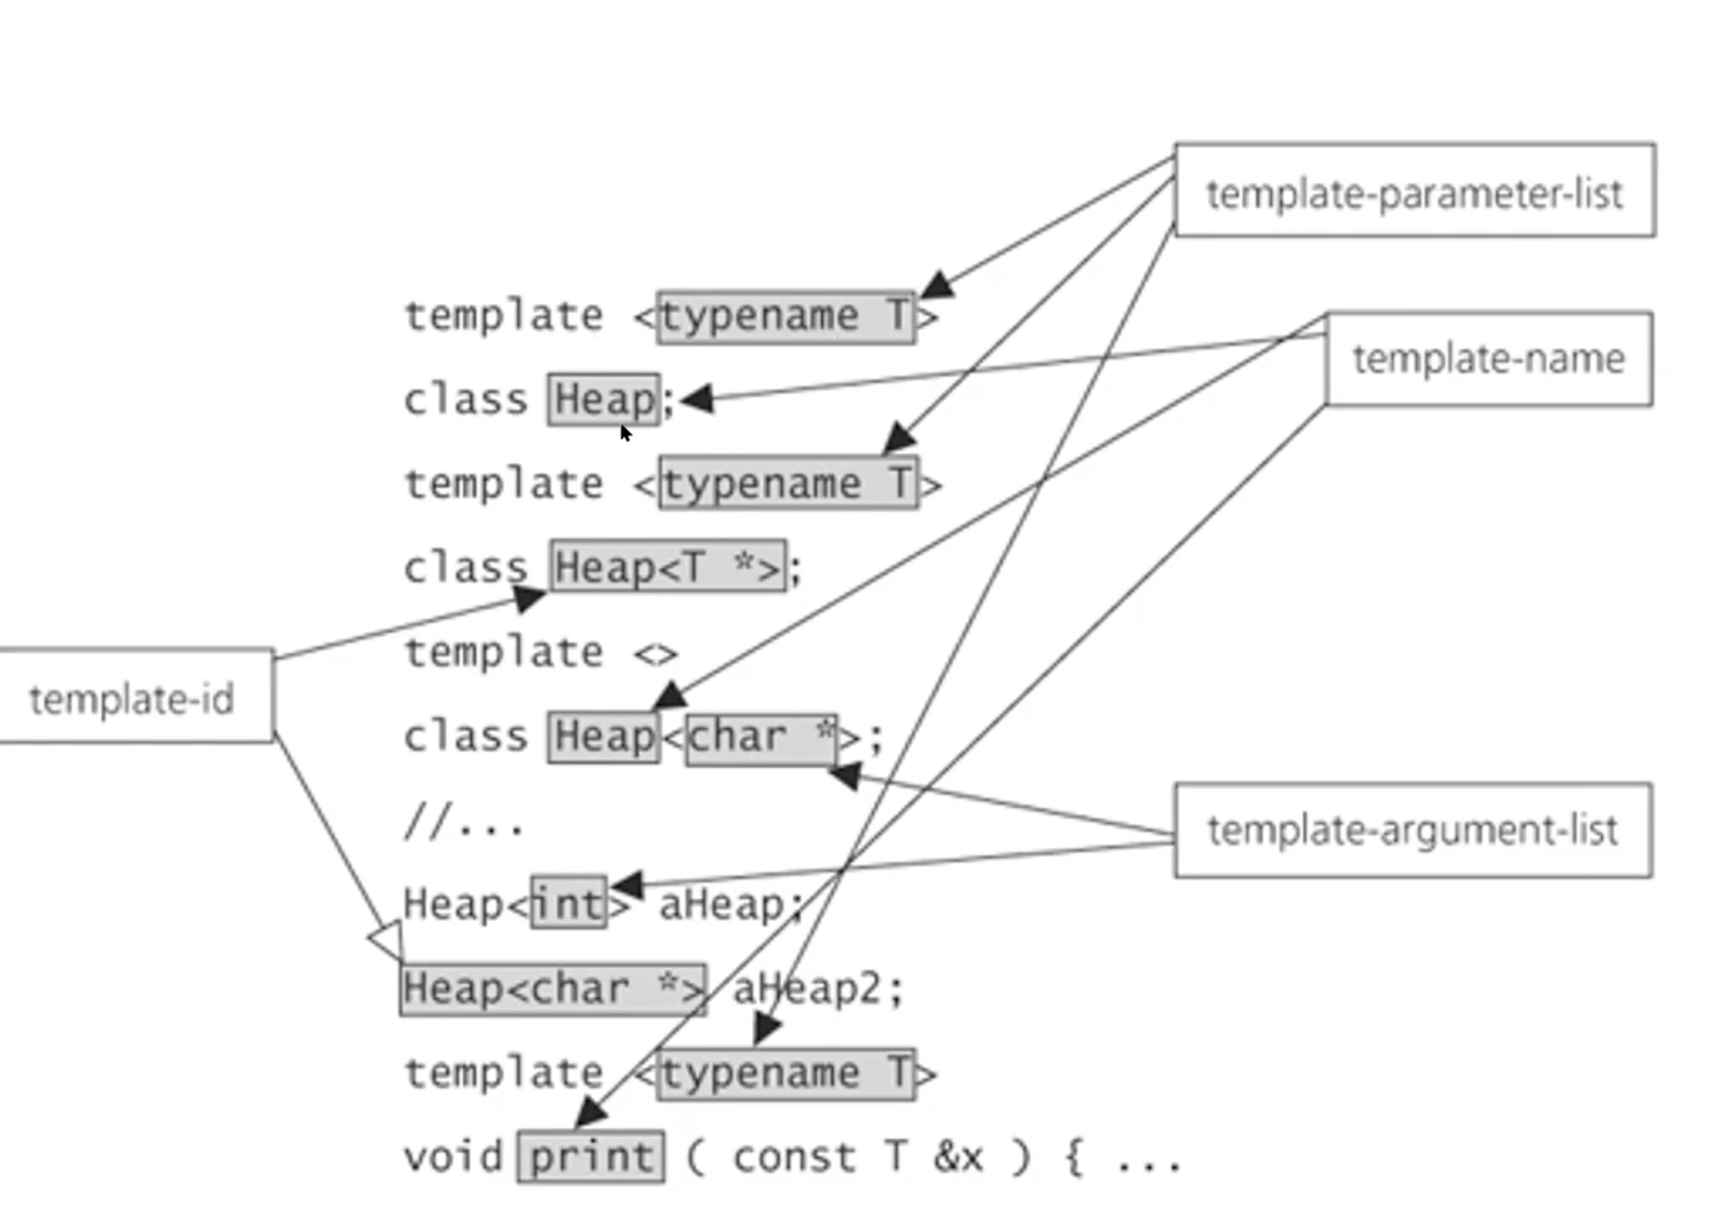 template-parameter-list
template <typename T>
template-name
class Heap;
template <typename T>
class Heap<T *>;
template <>
template-id
class Heap<char *>;
//...
template-argument-list
Heap<int> aHeap;
Heap<char *> aHeap2;
template <typename T>
void print ( const T &x ) { ...